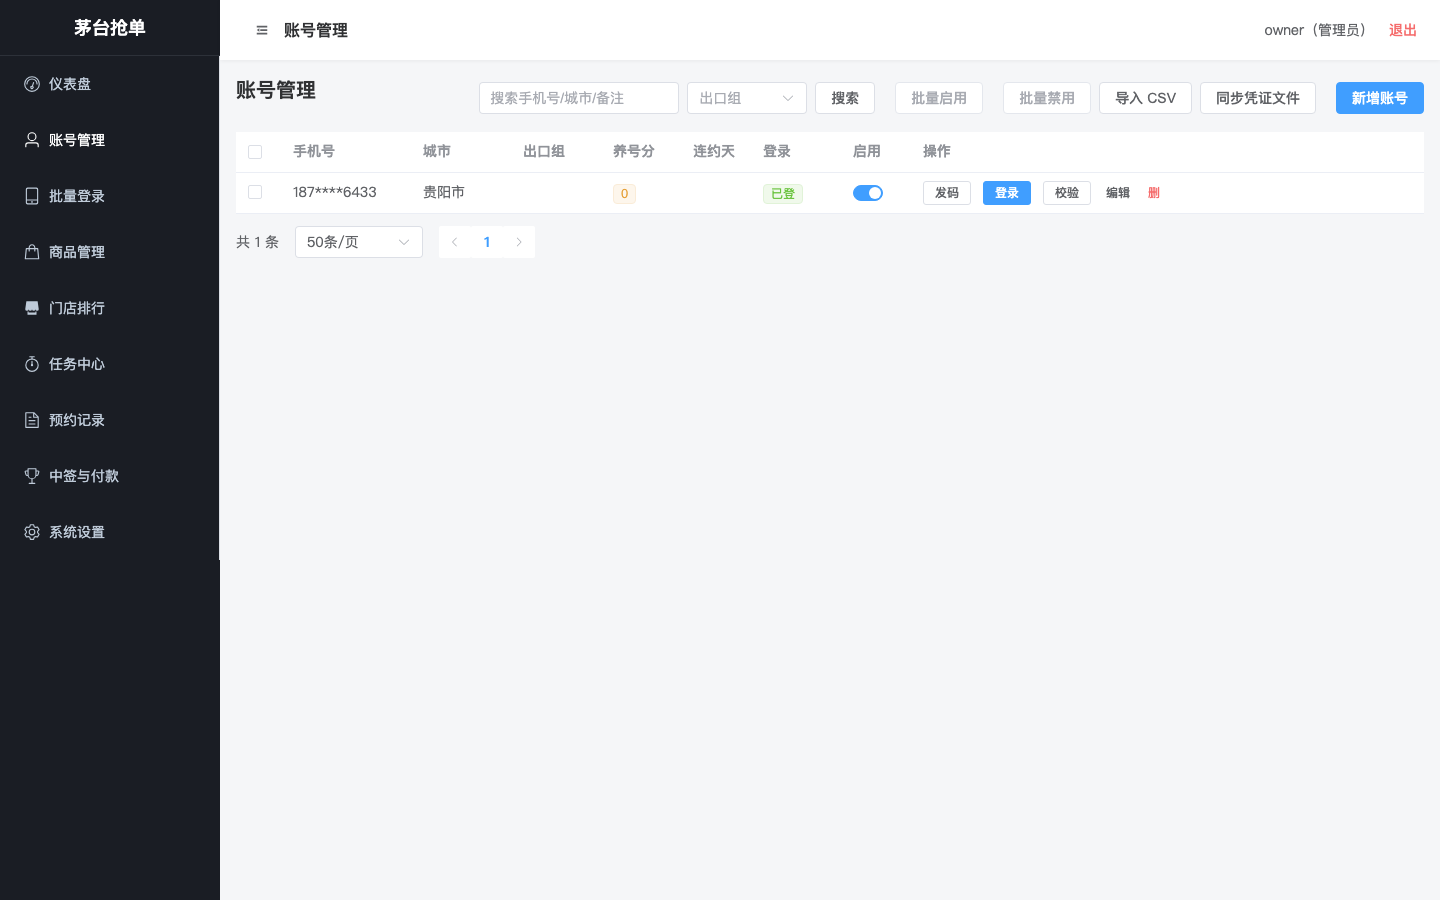 茅台抢单
仪表盘
账号管理
批量登录
商品管理
门店排行
任务中心
预约记录
中签与付款
系统设置
账号管理
owner（管理员）
退出
账号管理
搜索手机号/城市/备注
出口组
搜索
批量启用
批量禁用
导入 CSV
同步凭证文件
新增账号
手机号 城市 出口组 养号分 连约天 登录 启用 操作
187****6433 贵阳市 0 已登 发码 登录 校验 编辑 删
共 1 条 50条/页 1